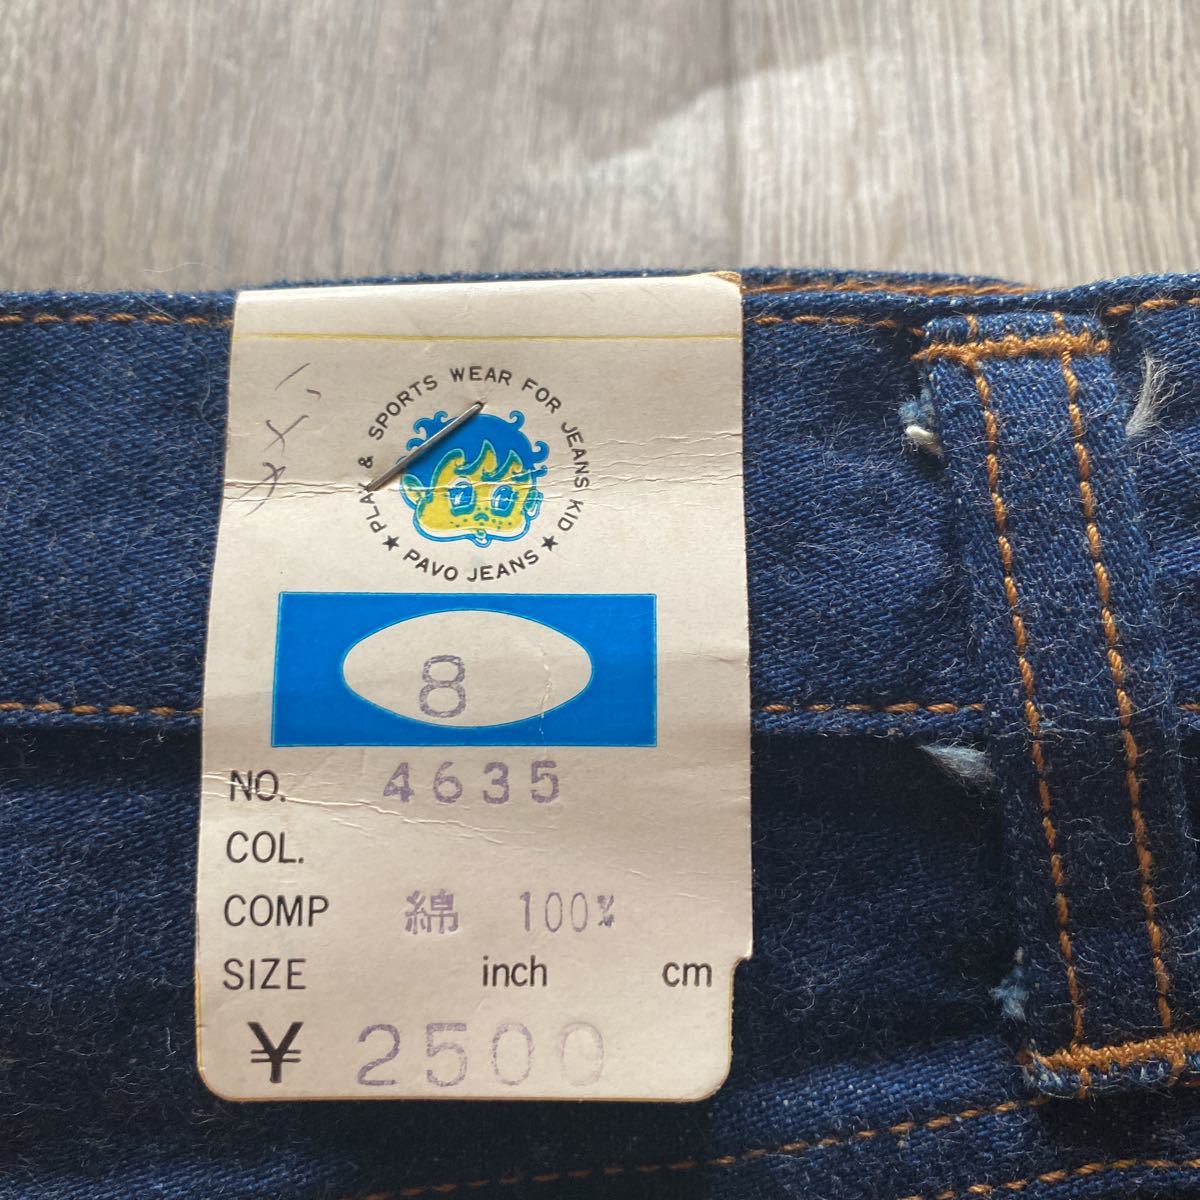 PLAY & SPORTS WEAR FOR JEANS KID
★ PAVO JEANS ★
8
NO. 4635
COL.
COMP 綿 100%
SIZE inch cm
¥ 2500